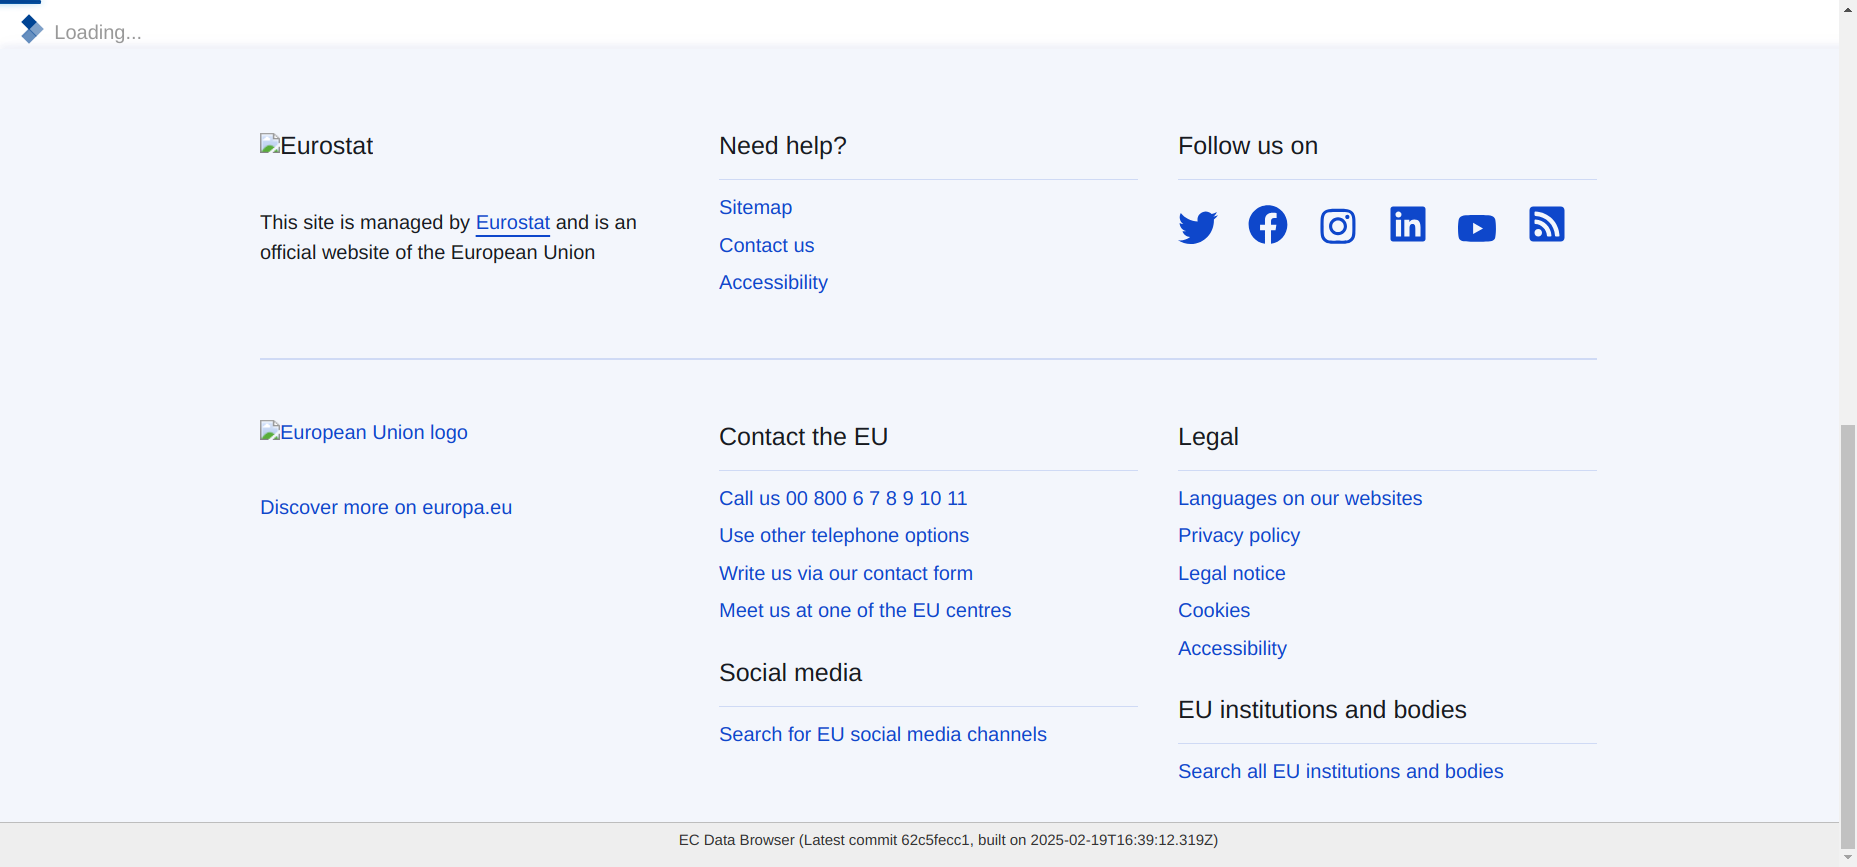 Loading...
Eurostat
This site is managed by Eurostat and is an
official website of the European Union
Need help?
Sitemap
Contact us
Accessibility
Follow us on
European Union logo
Discover more on europa.eu
Contact the EU
Call us 00 800 6 7 8 9 10 11
Use other telephone options
Write us via our contact form
Meet us at one of the EU centres
Social media
Search for EU social media channels
Legal
Languages on our websites
Privacy policy
Legal notice
Cookies
Accessibility
EU institutions and bodies
Search all EU institutions and bodies
EC Data Browser (Latest commit 62c5fecc1, built on 2025-02-19T16:39:12.319Z)